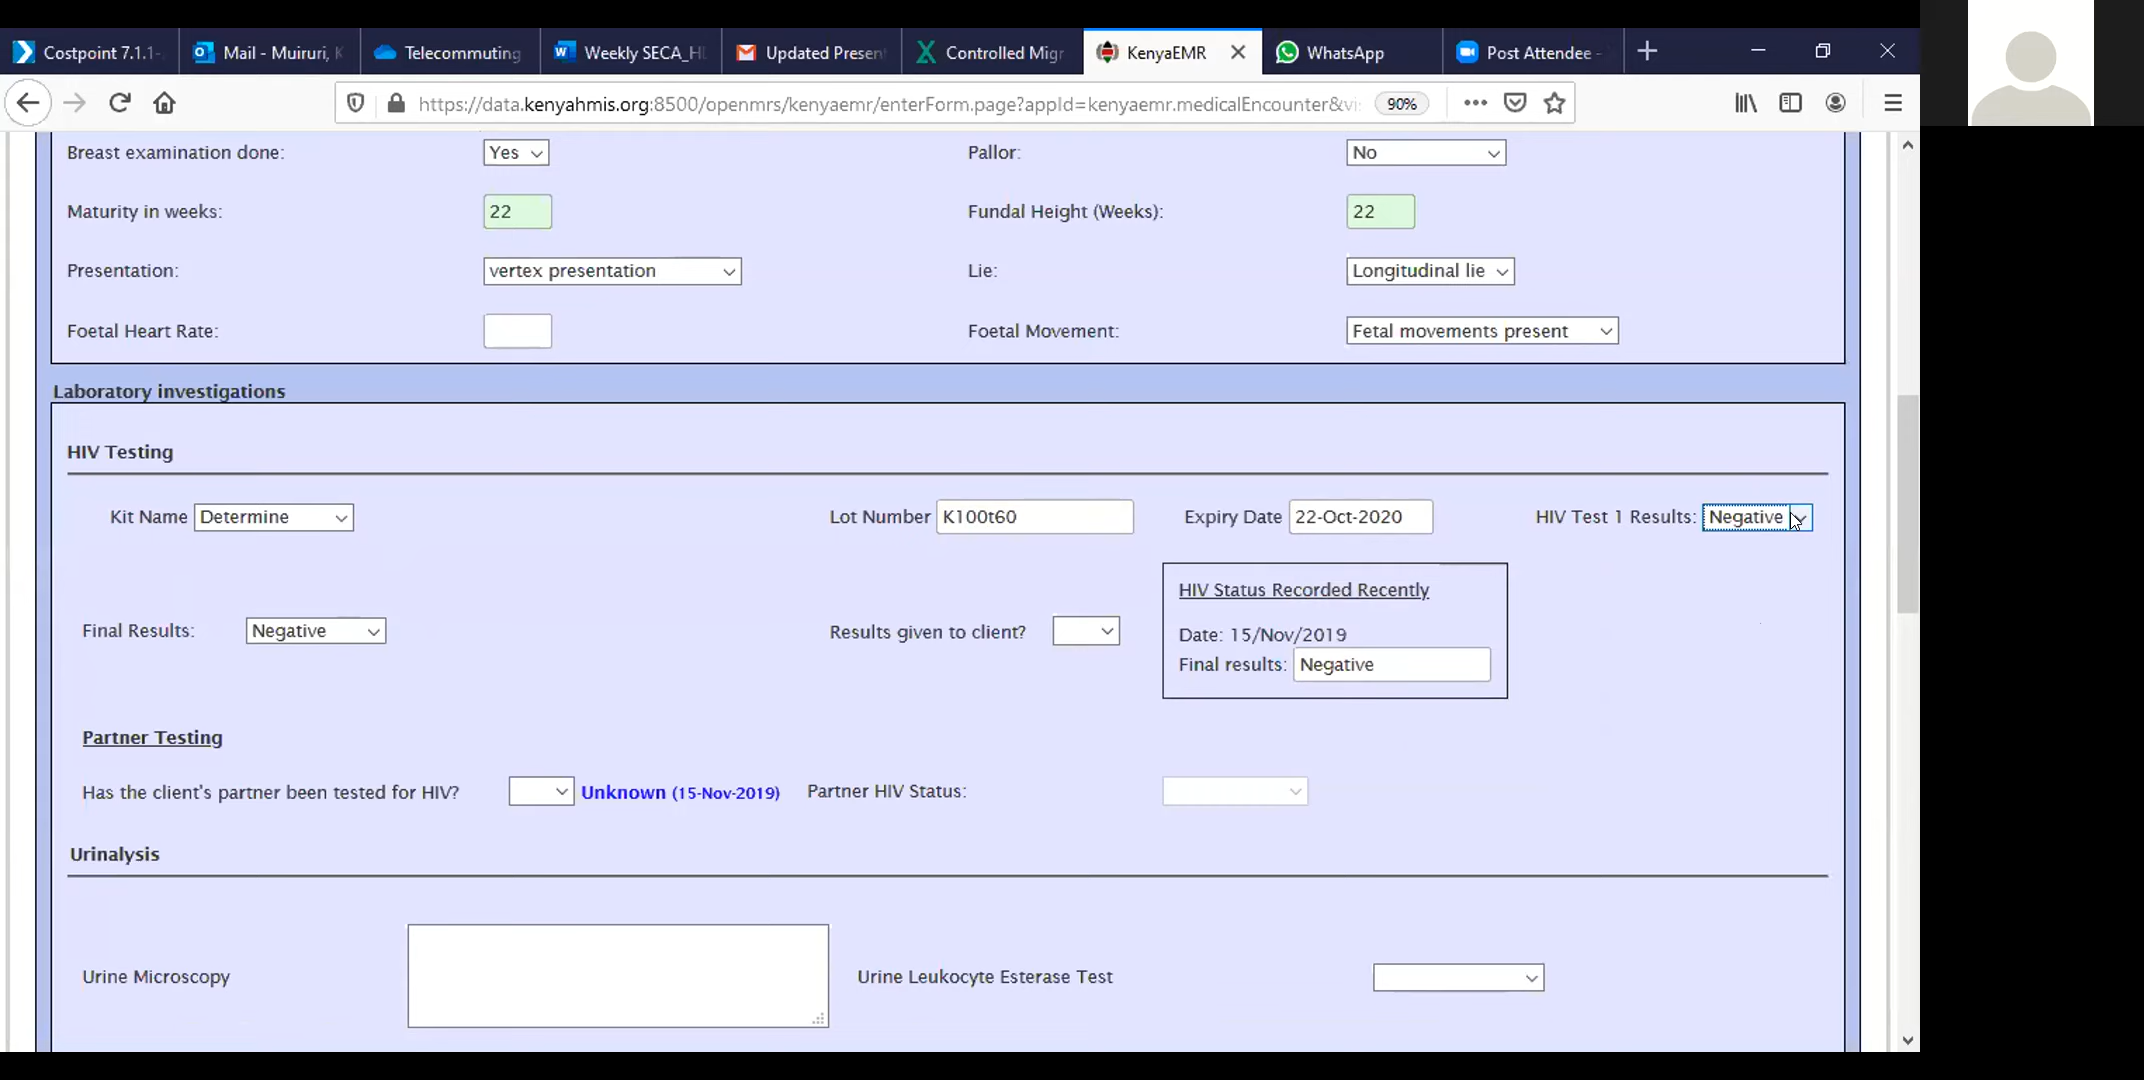 Costpoint 7.1.1-
Mail - Muiruri, K
Telecommuting
Weekly SECA_HI
Updated Present
Controlled Migr
KenyaEMR
WhatsApp
Post Attendee -
https://data.kenyahmis.org:8500/openmrs/kenyaemr/enterForm.page?appId=kenyaemr.medicalEncounter&vi
90%
Breast examination done: Yes Pallor: No
Maturity in weeks: 22 Fundal Height (Weeks): 22
Presentation: vertex presentation Lie: Longitudinal lie
Foetal Heart Rate: Foetal Movement: Fetal movements present
Laboratory investigations
HIV Testing
Kit Name Determine Lot Number K100t60 Expiry Date 22-Oct-2020 HIV Test 1 Results: Negative
HIV Status Recorded Recently
Date: 15/Nov/2019
Final Results: Negative Results given to client?
Final results: Negative
Partner Testing
Has the client's partner been tested for HIV? Unknown (15-Nov-2019) Partner HIV Status:
Urinalysis
Urine Microscopy Urine Leukocyte Esterase Test